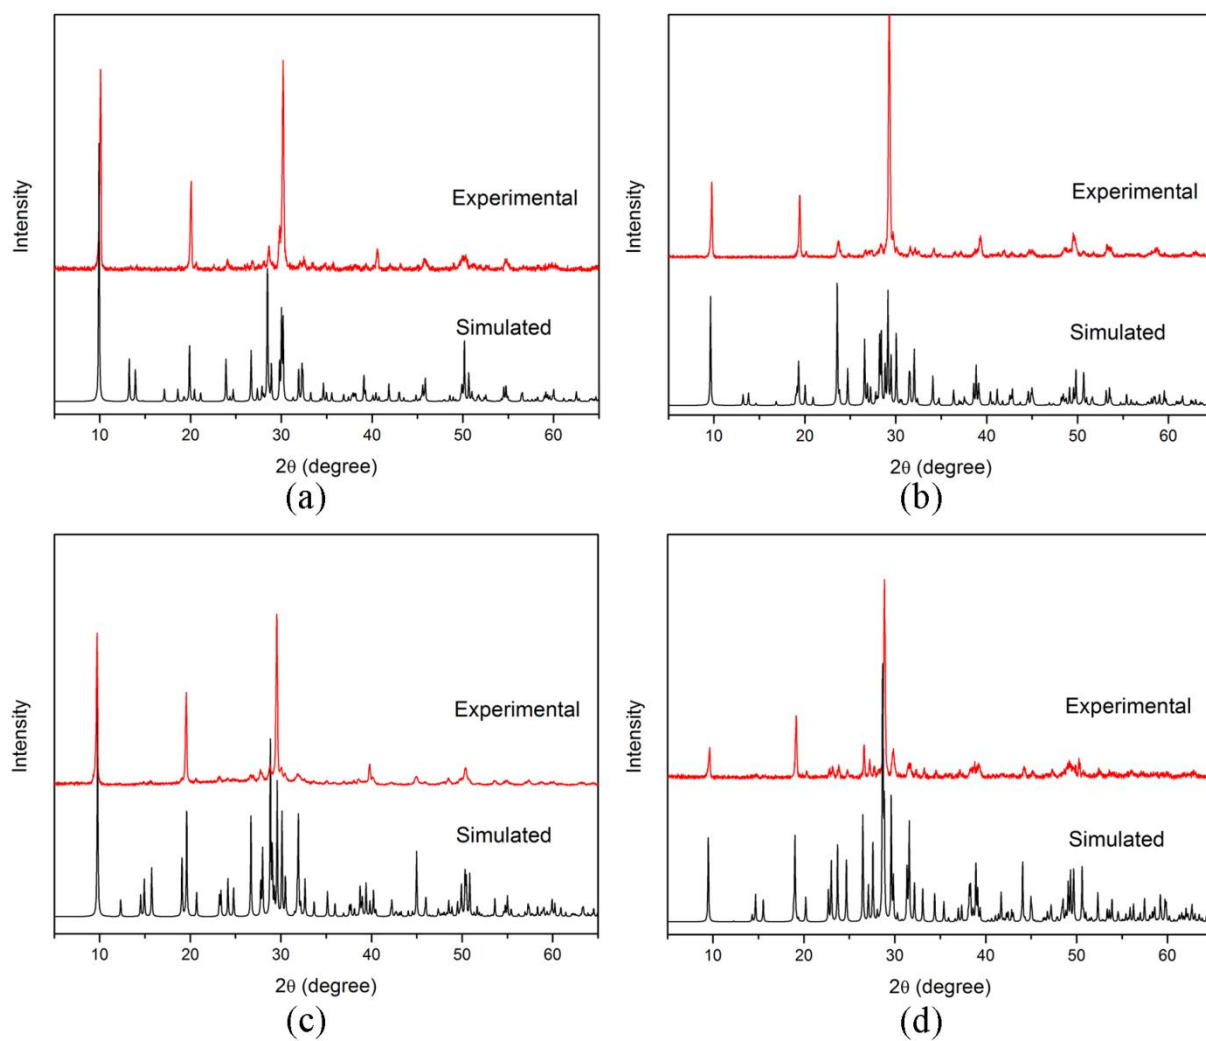 Intensity
Experimental
Simulated
10 20 30 40 50 60
2θ (degree)
(a)
Intensity
Experimental
Simulated
10 20 30 40 50 60
2θ (degree)
(b)
Intensity
Experimental
Simulated
10 20 30 40 50 60
2θ (degree)
(c)
Intensity
Experimental
Simulated
10 20 30 40 50 60
2θ (degree)
(d)